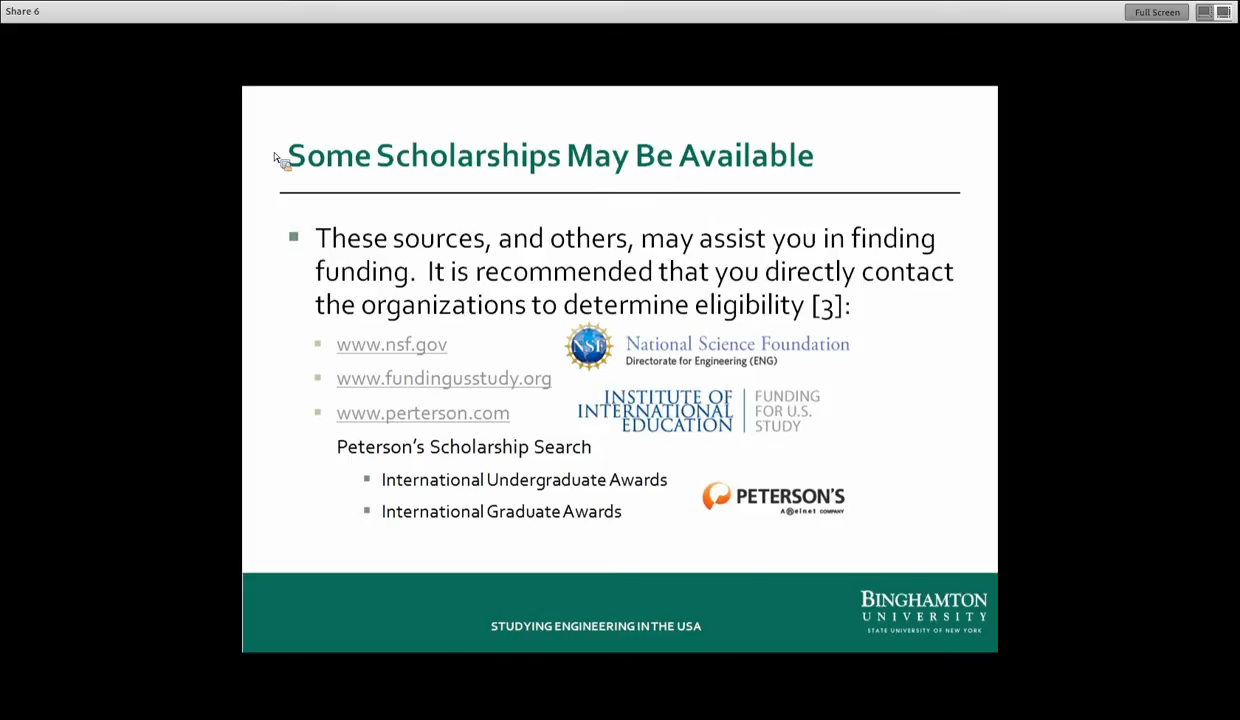 Share 6
Full Screen
Some Scholarships May Be Available
These sources, and others, may assist you in finding
funding. It is recommended that you directly contact
the organizations to determine eligibility [3]:
www.nsf.gov
NSF
National Science Foundation
Directorate for Engineering (ENG)
www.fundingusstudy.org
INSTITUTE OF
INTERNATIONAL
EDUCATION
FUNDING
FOR U.S.
STUDY
www.perterson.com
Peterson's Scholarship Search
International Undergraduate Awards
International Graduate Awards
PETERSON'S
A nelnet COMPANY
STUDYING ENGINEERING IN THE USA
BINGHAMTON
UNIVERSITY
STATE UNIVERSITY OF NEW YORK